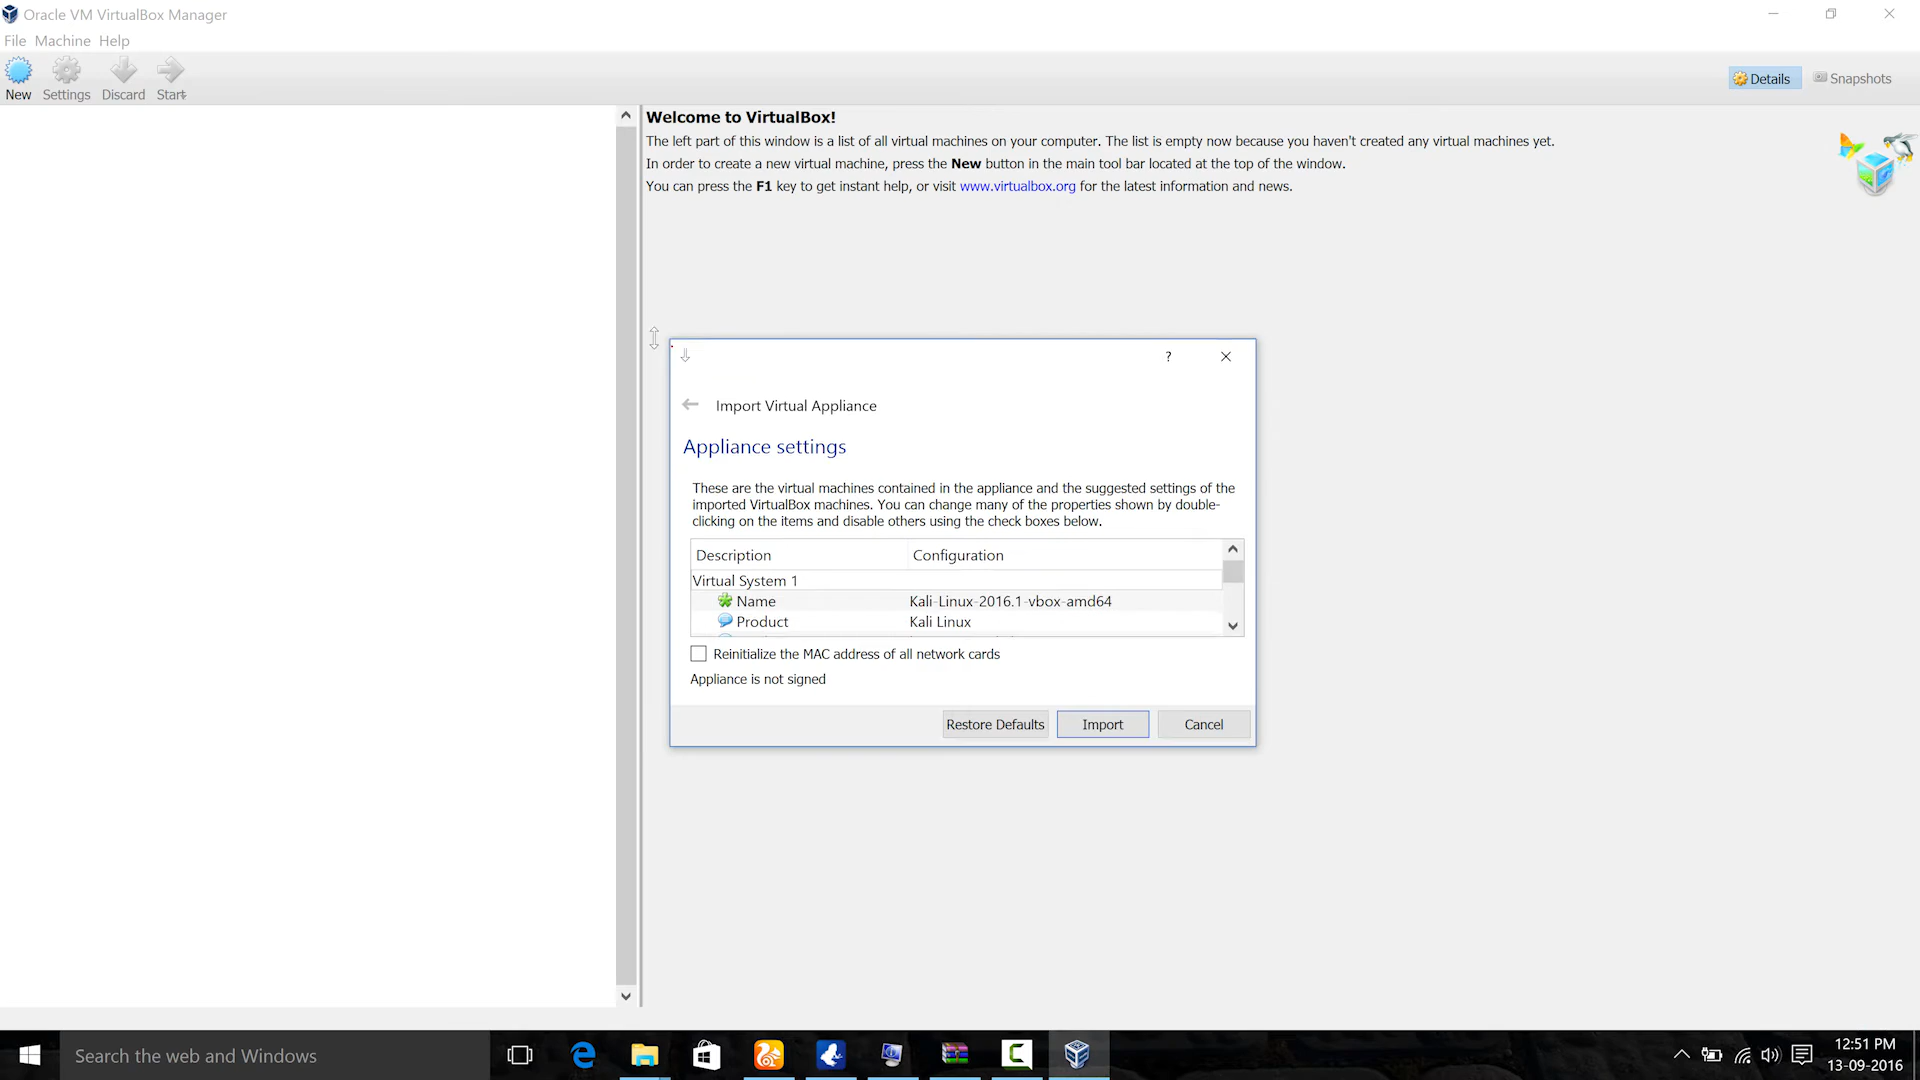 Oracle VM VirtualBox Manager
File Machine Help
New Settings Discard Start
Details Snapshots
Welcome to VirtualBox!
The left part of this window is a list of all virtual machines on your computer. The list is empty now because you haven't created any virtual machines yet.
In order to create a new virtual machine, press the New button in the main tool bar located at the top of the window.
You can press the F1 key to get instant help, or visit www.virtualbox.org for the latest information and news.
?
Import Virtual Appliance
Appliance settings
These are the virtual machines contained in the appliance and the suggested settings of the
imported VirtualBox machines. You can change many of the properties shown by double-
clicking on the items and disable others using the check boxes below.
Description Configuration
Virtual System 1
Name Kali-Linux-2016.1-vbox-amd64
Product Kali Linux
Reinitialize the MAC address of all network cards
Appliance is not signed
Restore Defaults Import Cancel
Search the web and Windows
12:51 PM
13-09-2016